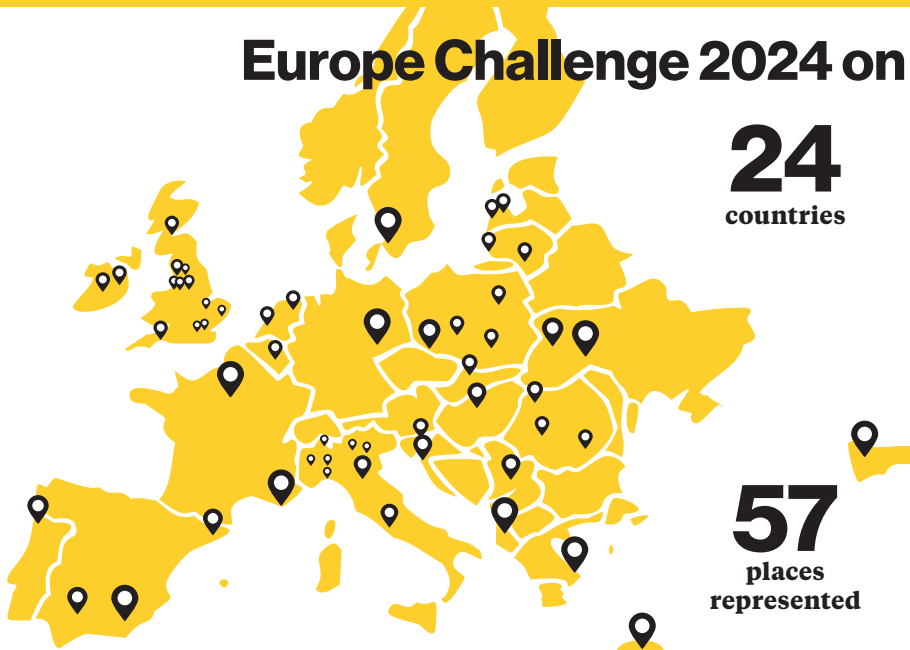 Europe Challenge 2024 on
24
countries
57
places
represented